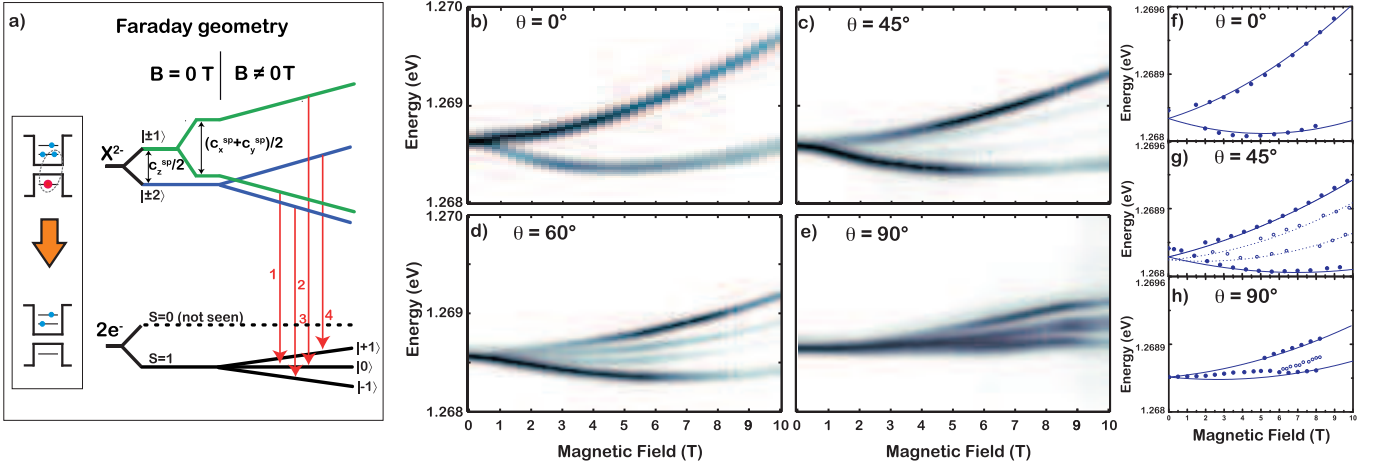 a)
Faraday geometry
B = 0 T
B ≠ 0T
|±1⟩
X²⁻
c_z^sp/2
(c_x^sp+c_y^sp)/2
|±2⟩
1
2
3
4
S=0 (not seen)
2e⁻
S=1
|+1⟩
|0⟩
|-1⟩
b)
θ = 0°
Energy (eV)
1.270
1.269
1.268
c)
θ = 45°
d)
θ = 60°
Energy (eV)
1.270
1.269
1.268
0 1 2 3 4 5 6 7 8 9 10
Magnetic Field (T)
e)
θ = 90°
0 1 2 3 4 5 6 7 8 9 10
Magnetic Field (T)
f)
θ = 0°
Energy (eV)
1.2696
1.2689
1.268
g)
θ = 45°
Energy (eV)
1.2696
1.2689
1.268
h)
θ = 90°
Energy (eV)
1.2696
1.2689
1.268
0 1 2 3 4 5 6 7 8 9 10
Magnetic Field (T)